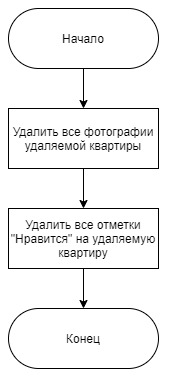 Начало
Удалить все фотографии
удаляемой квартиры
Удалить все отметки
"Нравится" на удаляемую
квартиру
Конец